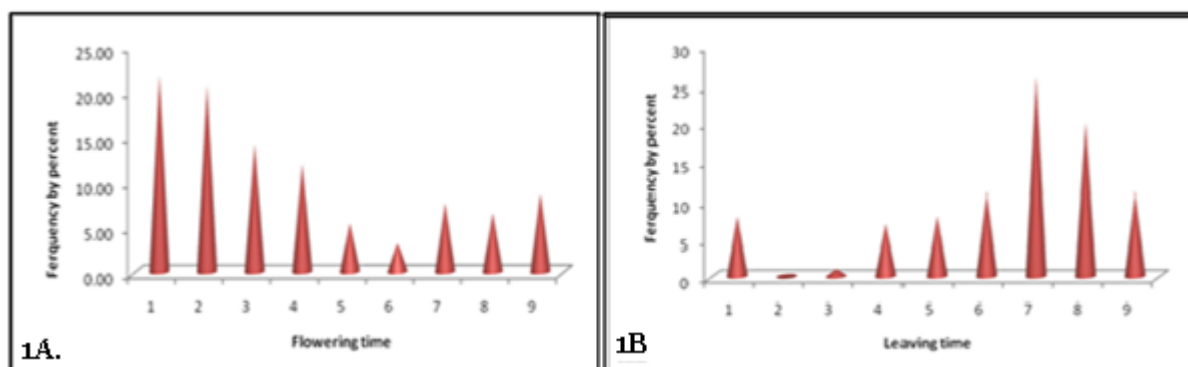 25.00
20.00
15.00
10.00
5.00
0.00
Ferquency by percent
1 2 3 4 5 6 7 8 9
Flowering time
1A.
30
25
20
15
10
5
0
Ferquency by percent
1 2 3 4 5 6 7 8 9
Leaving time
1B